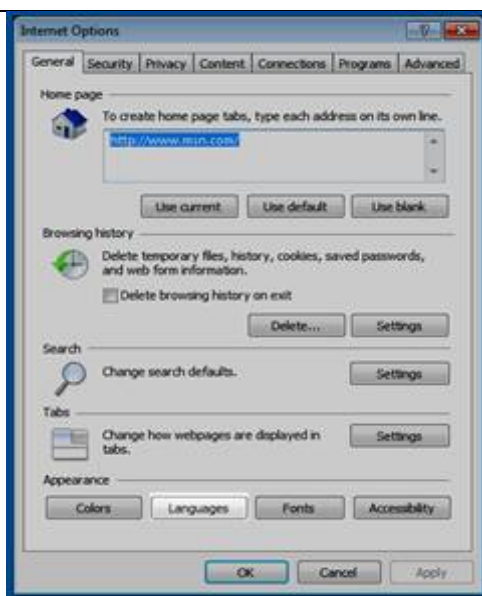 Internet Options
General Security Privacy Content Connections Programs Advanced
Home page
To create home page tabs, type each address on its own line.
http://www.msn.com/
Use current Use default Use blank
Browsing history
Delete temporary files, history, cookies, saved passwords,
and web form information.
Delete browsing history on exit
Delete... Settings
Search
Change search defaults.
Settings
Tabs
Change how webpages are displayed in
tabs.
Settings
Appearance
Colors Languages Fonts Accessibility
OK Cancel Apply